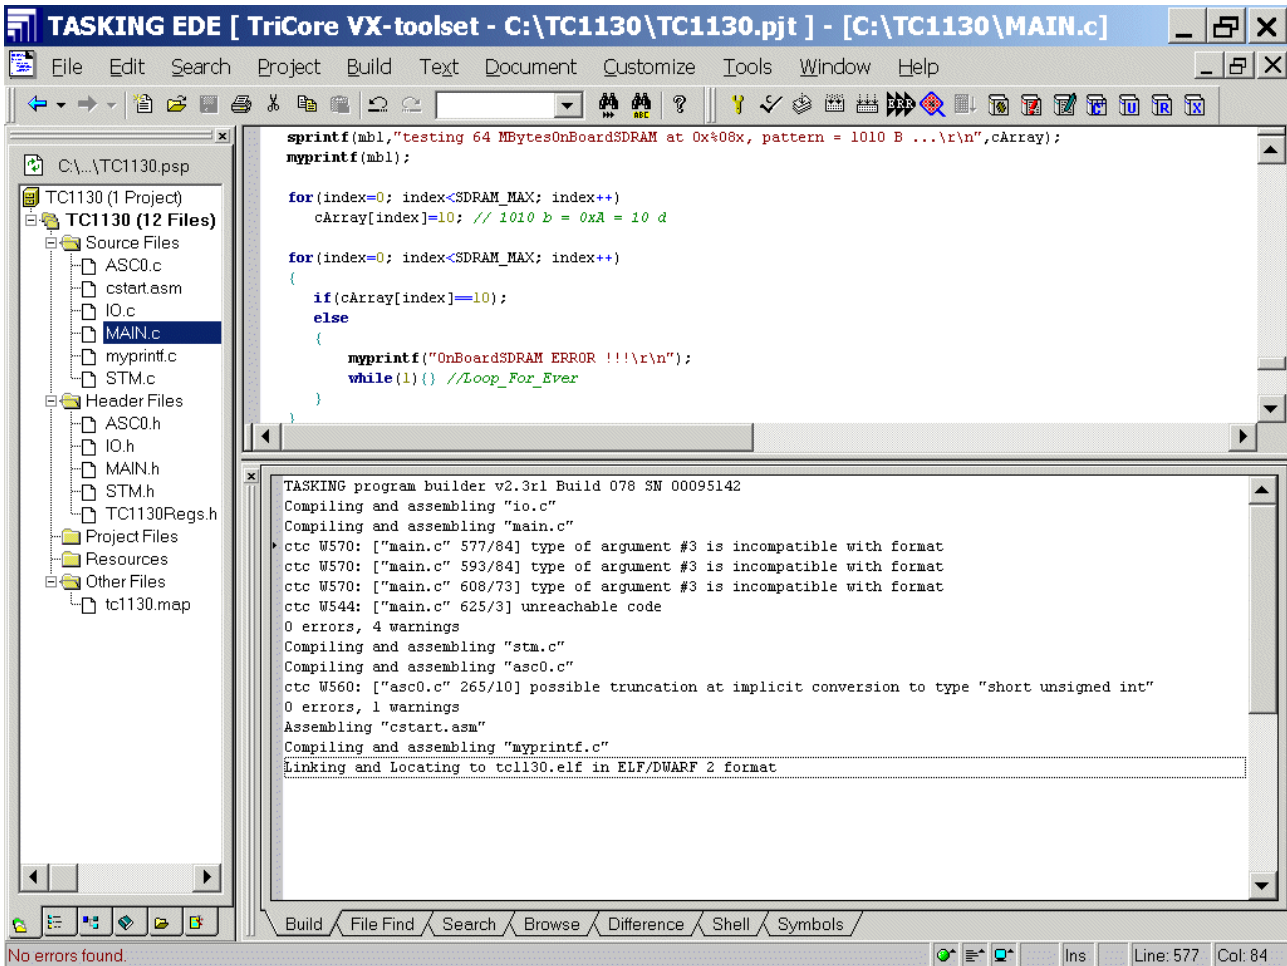 TASKING EDE [ TriCore VX-toolset - C:\TC1130\TC1130.pjt ] - [C:\TC1130\MAIN.c]
File Edit Search Project Build Text Document Customize Tools Window Help
C:\...\TC1130.psp
TC1130 (1 Project)
TC1130 (12 Files)
Source Files
ASC0.c
cstart.asm
IO.c
MAIN.c
myprintf.c
STM.c
Header Files
ASC0.h
IO.h
MAIN.h
STM.h
TC1130Regs.h
Project Files
Resources
Other Files
tc1130.map
sprintf(mbl,"testing 64 MBytesOnBoardSDRAM at 0x%08x, pattern = 1010 B ...\r\n",cArray);
myprintf(mbl);
for(index=0; index<SDRAM_MAX; index++)
cArray[index]=10; // 1010 b = 0xA = 10 d
for(index=0; index<SDRAM_MAX; index++)
{
if(cArray[index]==10);
else
{
myprintf("OnBoardSDRAM ERROR !!!\r\n");
while(1){} //Loop_For_Ever
}
}
TASKING program builder v2.3r1 Build 078 SN 00095142
Compiling and assembling "io.c"
Compiling and assembling "main.c"
ctc W570: ["main.c" 577/84] type of argument #3 is incompatible with format
ctc W570: ["main.c" 593/84] type of argument #3 is incompatible with format
ctc W570: ["main.c" 608/73] type of argument #3 is incompatible with format
ctc W544: ["main.c" 625/3] unreachable code
0 errors, 4 warnings
Compiling and assembling "stm.c"
Compiling and assembling "asc0.c"
ctc W560: ["asc0.c" 265/10] possible truncation at implicit conversion to type "short unsigned int"
0 errors, 1 warnings
Assembling "cstart.asm"
Compiling and assembling "myprintf.c"
Linking and Locating to tc1130.elf in ELF/DWARF 2 format
Build File Find Search Browse Difference Shell Symbols
No errors found. Ins Line: 577 Col: 84